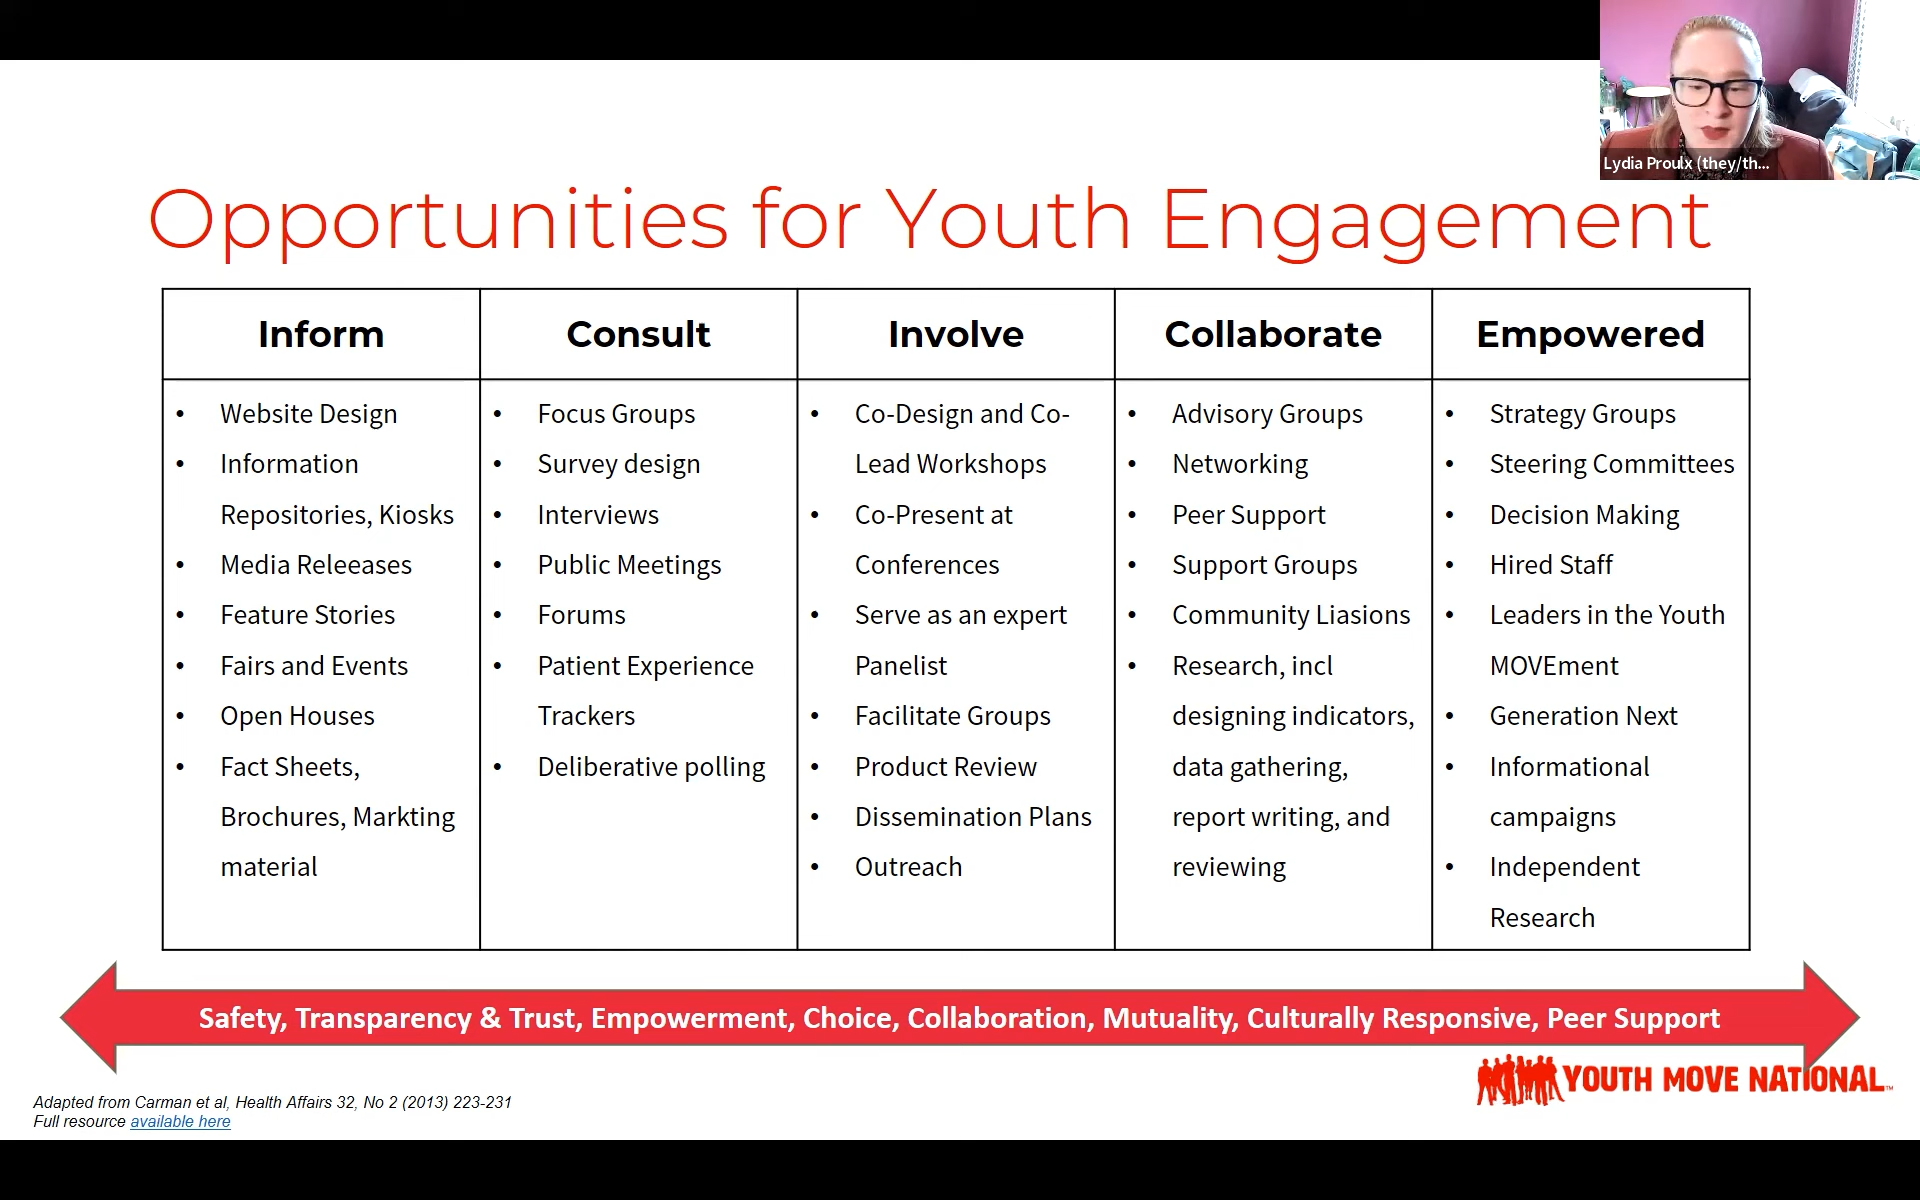 Lydia Proulx (they/th...
Opportunities for Youth Engagement
Inform
• Website Design
• Information
Repositories, Kiosks
• Media Releeases
• Feature Stories
• Fairs and Events
• Open Houses
• Fact Sheets,
Brochures, Markting
material
Consult
• Focus Groups
• Survey design
• Interviews
• Public Meetings
• Forums
• Patient Experience
Trackers
• Deliberative polling
Involve
• Co-Design and Co-
Lead Workshops
• Co-Present at
Conferences
• Serve as an expert
Panelist
• Facilitate Groups
• Product Review
• Dissemination Plans
• Outreach
Collaborate
• Advisory Groups
• Networking
• Peer Support
• Support Groups
• Community Liasions
• Research, incl
designing indicators,
data gathering,
report writing, and
reviewing
Empowered
• Strategy Groups
• Steering Committees
• Decision Making
• Hired Staff
• Leaders in the Youth
MOVEment
• Generation Next
• Informational
campaigns
• Independent
Research
Safety, Transparency & Trust, Empowerment, Choice, Collaboration, Mutuality, Culturally Responsive, Peer Support
YOUTH MOVE NATIONAL™
Adapted from Carman et al, Health Affairs 32, No 2 (2013) 223-231
Full resource available here